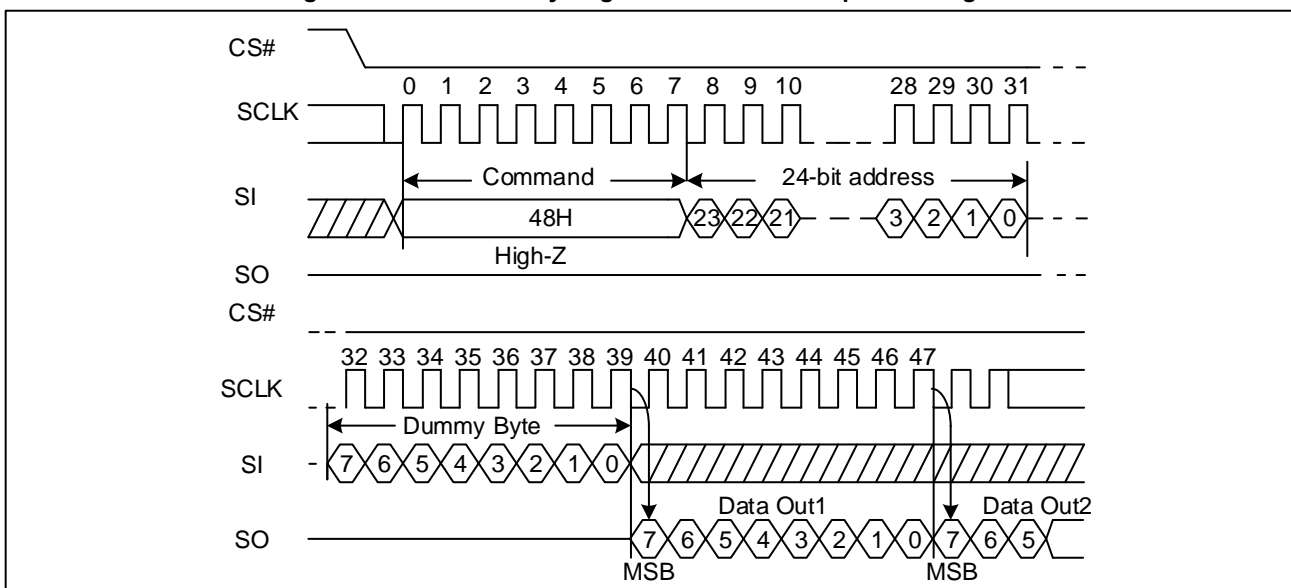 CS#
0 1 2 3 4 5 6 7 8 9 10 28 29 30 31
SCLK
Command 24-bit address
SI
48H 23 22 21 3 2 1 0
High-Z
SO
CS#
32 33 34 35 36 37 38 39 40 41 42 43 44 45 46 47
SCLK
Dummy Byte
SI 7 6 5 4 3 2 1 0
Data Out1 Data Out2
SO 7 6 5 4 3 2 1 0 7 6 5
MSB MSB